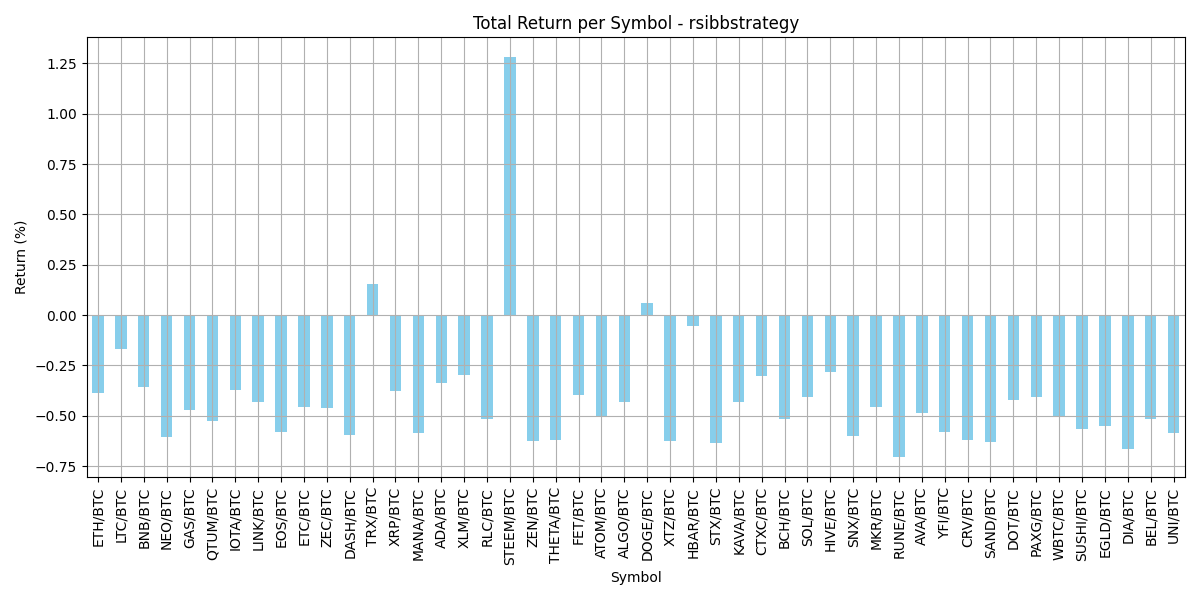 Total Return per Symbol - rsibbstrategy
Return (%)
1.25
1.00
0.75
0.50
0.25
0.00
−0.25
−0.50
−0.75
ETH/BTC
LTC/BTC
BNB/BTC
NEO/BTC
GAS/BTC
QTUM/BTC
IOTA/BTC
LINK/BTC
EOS/BTC
ETC/BTC
ZEC/BTC
DASH/BTC
TRX/BTC
XRP/BTC
MANA/BTC
ADA/BTC
XLM/BTC
RLC/BTC
STEEM/BTC
ZEN/BTC
THETA/BTC
FET/BTC
ATOM/BTC
ALGO/BTC
DOGE/BTC
XTZ/BTC
HBAR/BTC
STX/BTC
KAVA/BTC
CTXC/BTC
BCH/BTC
SOL/BTC
HIVE/BTC
SNX/BTC
MKR/BTC
RUNE/BTC
AVA/BTC
YFI/BTC
CRV/BTC
SAND/BTC
DOT/BTC
PAXG/BTC
WBTC/BTC
SUSHI/BTC
EGLD/BTC
DIA/BTC
BEL/BTC
UNI/BTC
Symbol